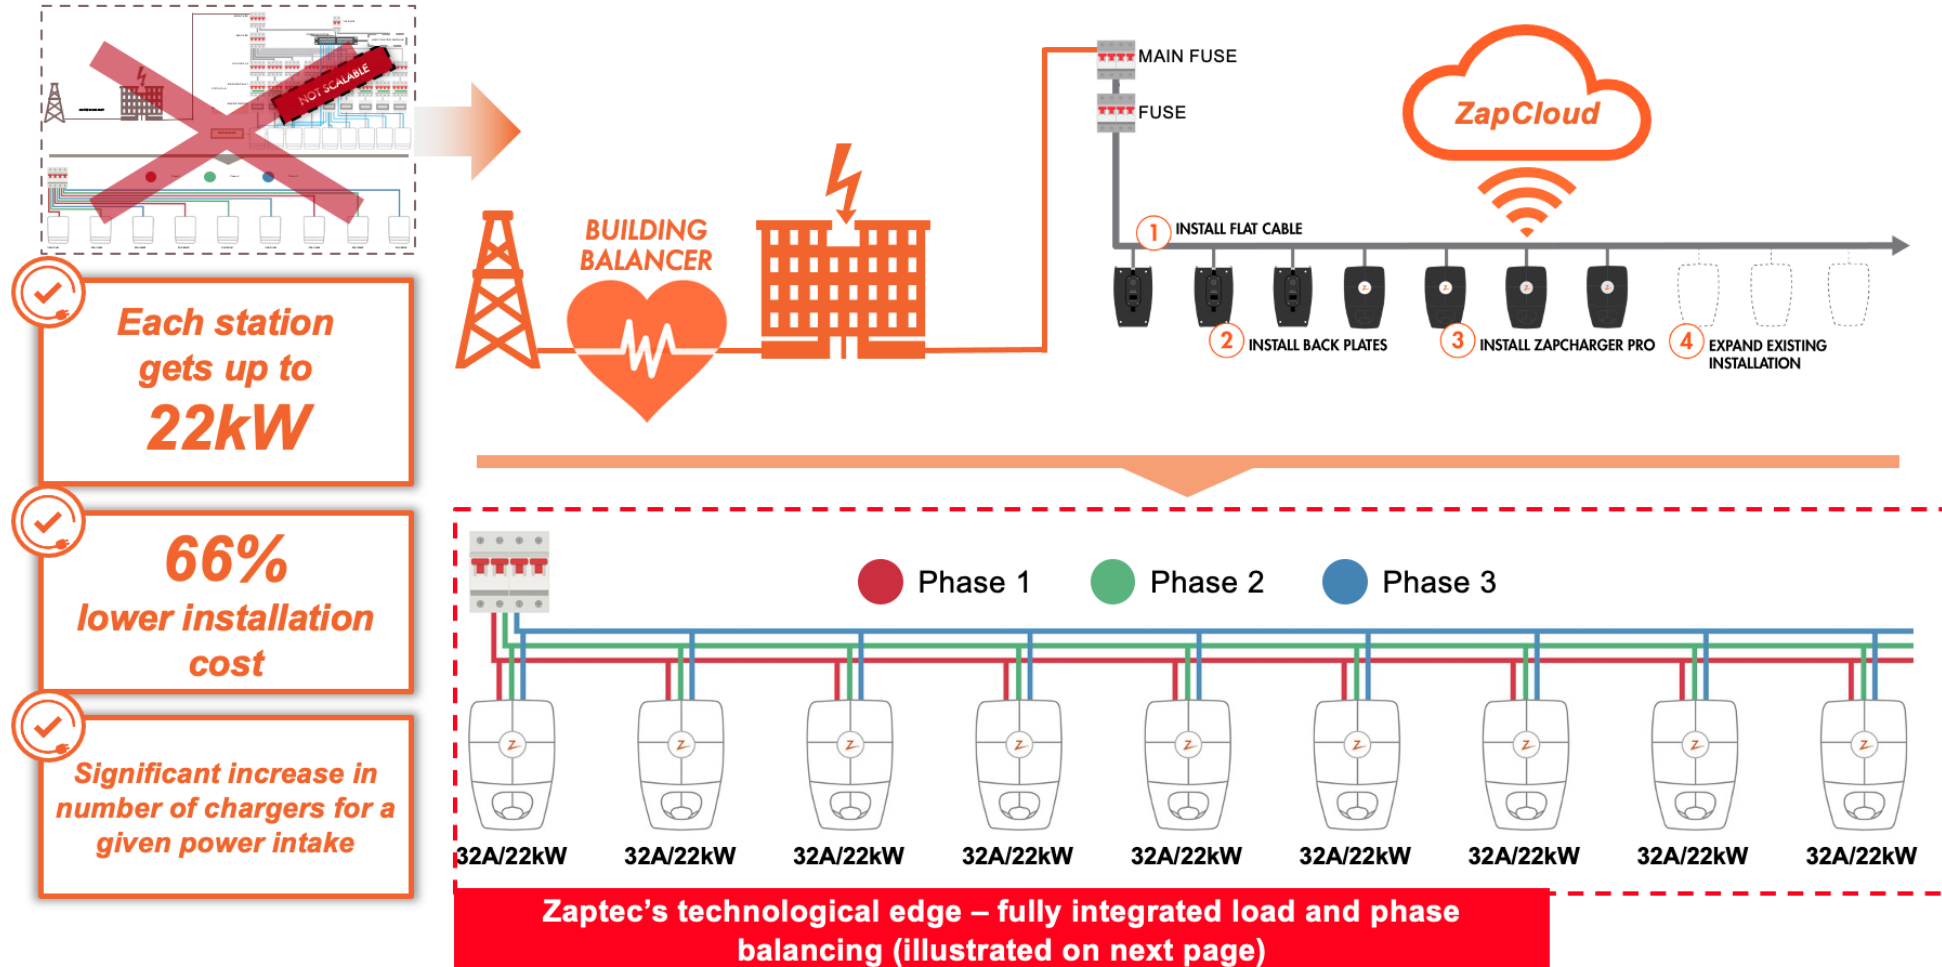 NOT SCALABLE
MAIN FUSE
FUSE
ZapCloud
BUILDING
BALANCER
1 INSTALL FLAT CABLE
2 INSTALL BACK PLATES
3 INSTALL ZAPCHARGER PRO
4 EXPAND EXISTING
INSTALLATION
Each station
gets up to
22kW
66%
lower installation
cost
Significant increase in
number of chargers for a
given power intake
Phase 1
Phase 2
Phase 3
32A/22kW
32A/22kW
32A/22kW
32A/22kW
32A/22kW
32A/22kW
32A/22kW
32A/22kW
32A/22kW
Zaptec’s technological edge – fully integrated load and phase
balancing (illustrated on next page)